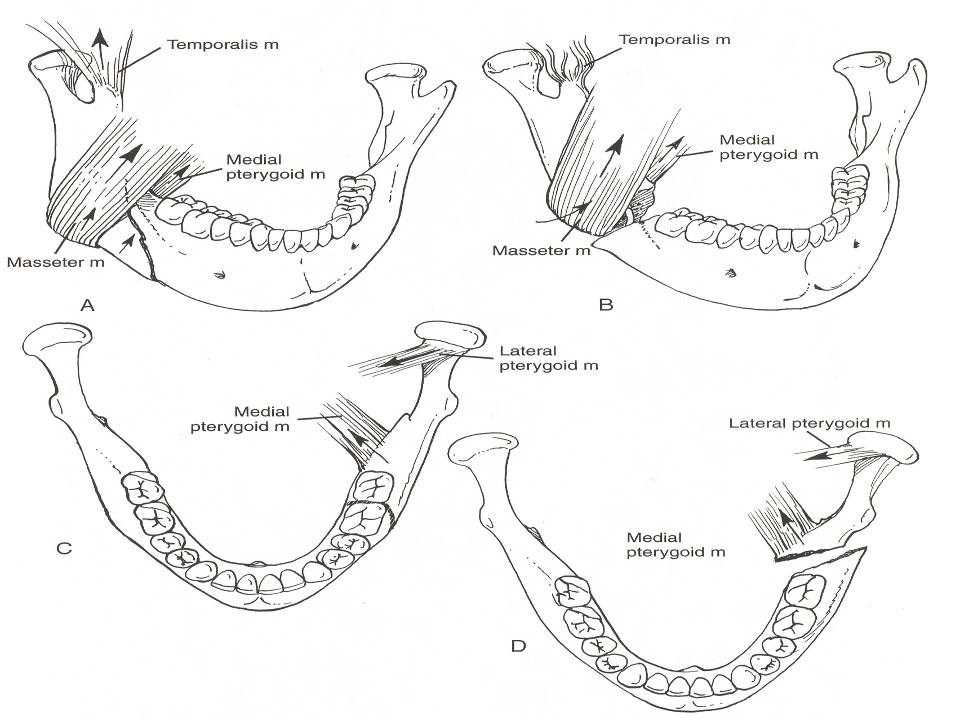 Temporalis m
Medial
pterygoid m
Masseter m
A
Temporalis m
Medial
pterygoid m
Masseter m
B
Lateral
pterygoid m
Medial
pterygoid m
C
Lateral pterygoid m
Medial
pterygoid m
D